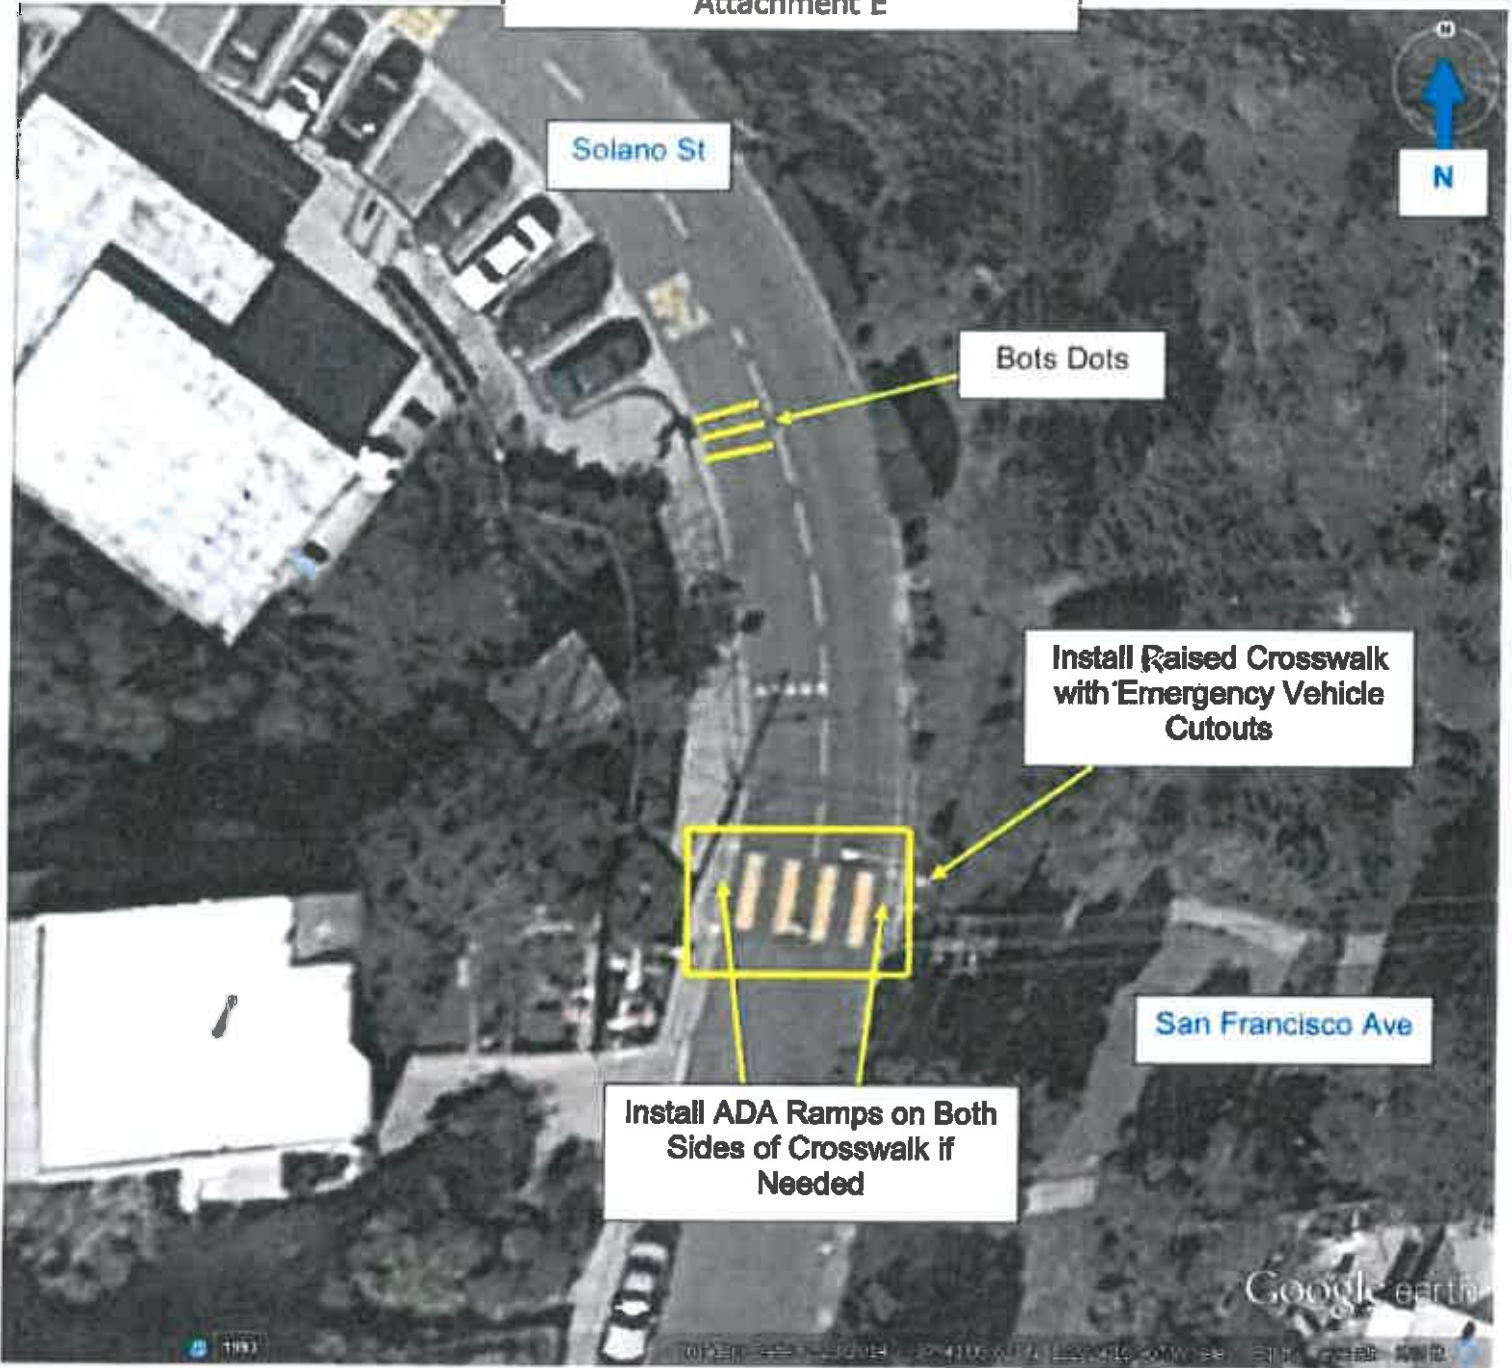 Attachment E
N
Solano St
N
Bots Dots
Install Raised Crosswalk
with Emergency Vehicle
Cutouts
San Francisco Ave
Install ADA Ramps on Both
Sides of Crosswalk if
Needed
Google earth
1993